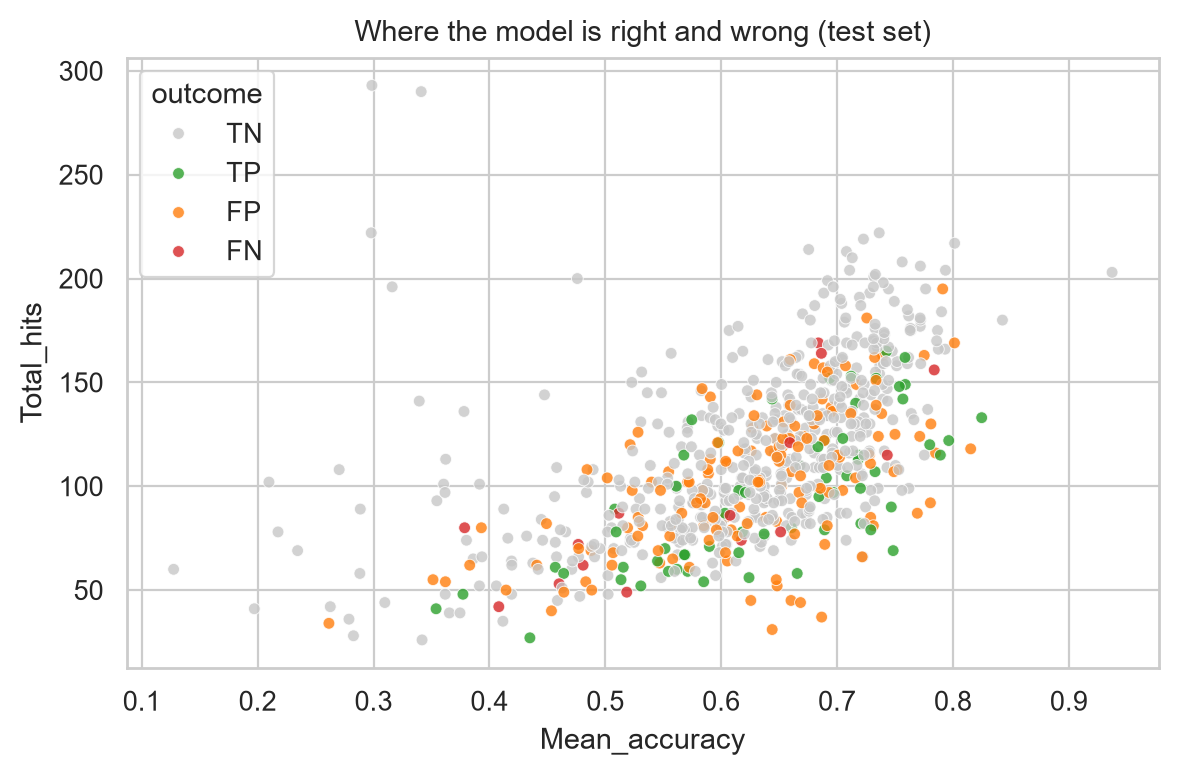 Where the model is right and wrong (test set)
300
250
200
150
100
50
Total_hits
outcome
TN
TP
FP
FN
0.1 0.2 0.3 0.4 0.5 0.6 0.7 0.8 0.9
Mean_accuracy